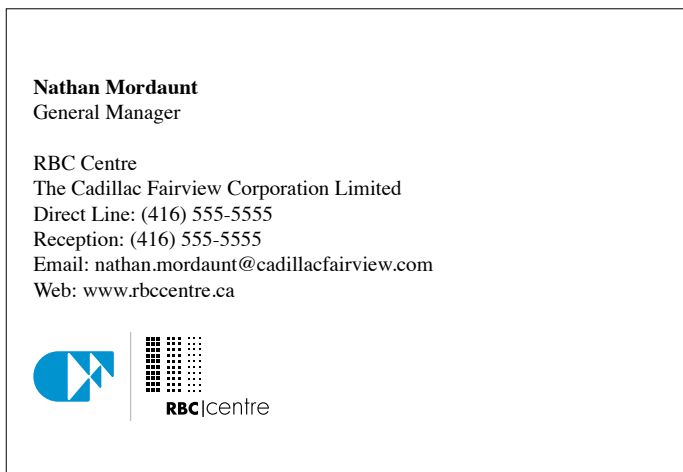 Nathan Mordaunt
General Manager
RBC Centre
The Cadillac Fairview Corporation Limited
Direct Line: (416) 555-5555
Reception: (416) 555-5555
Email: nathan.mordaunt@cadillacfairview.com
Web: www.rbccentre.ca
RBC|centre